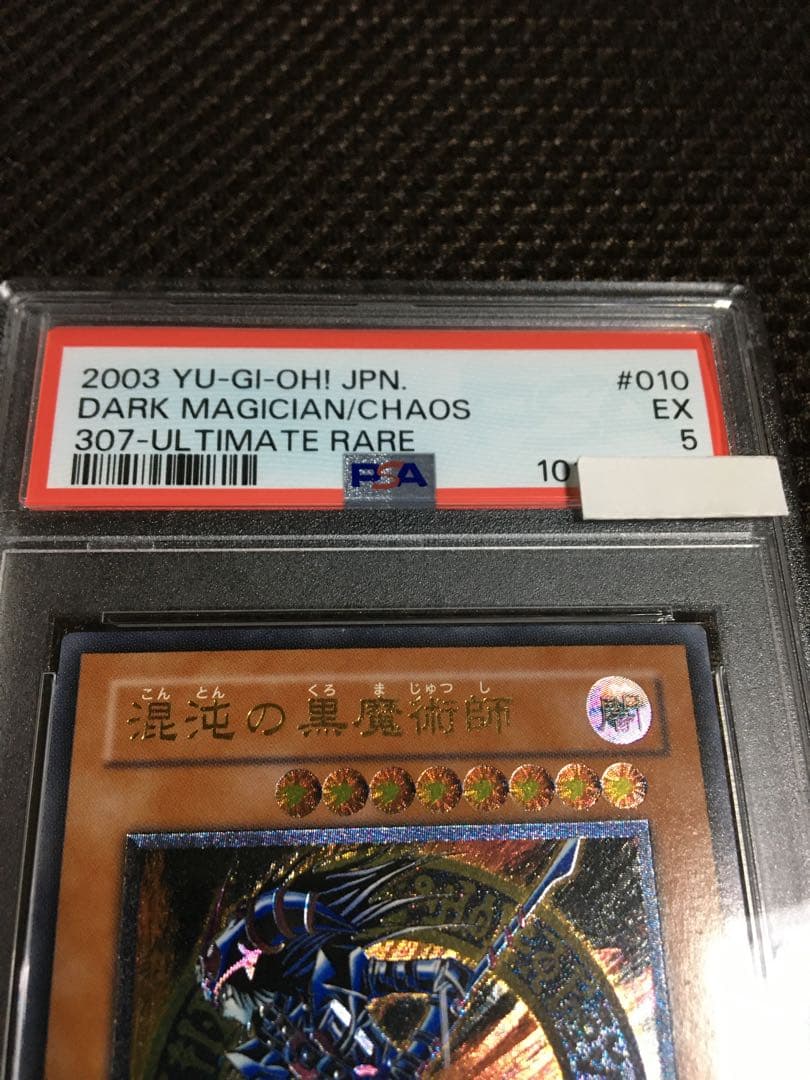 2003 YU-GI-OH! JPN. #010
DARK MAGICIAN/CHAOS EX
307-ULTIMATE RARE 5
PSA
こん とん くろ ま じゅつ し
混沌の黒魔術師 闇